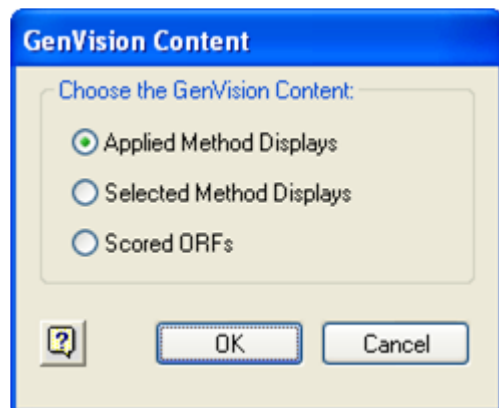 GenVision Content
Choose the GenVision Content:
Applied Method Displays
Selected Method Displays
Scored ORFs
?
OK
Cancel